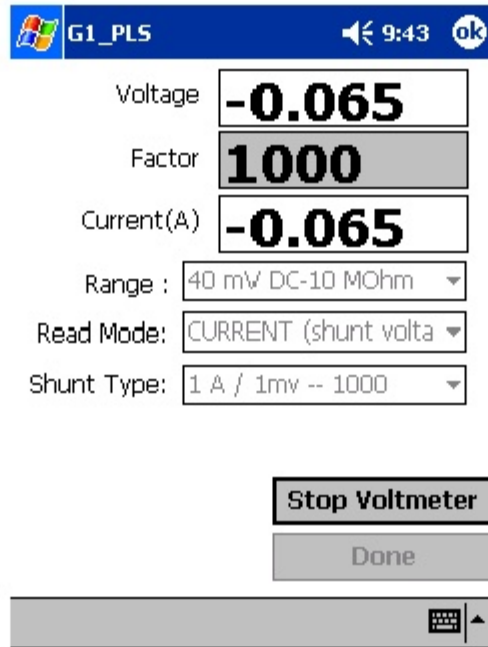 G1_PLS 9:43 ok
Voltage -0.065
Factor 1000
Current(A) -0.065
Range : 40 mV DC-10 MOhm
Read Mode: CURRENT (shunt volta
Shunt Type: 1 A / 1mv -- 1000
Stop Voltmeter
Done